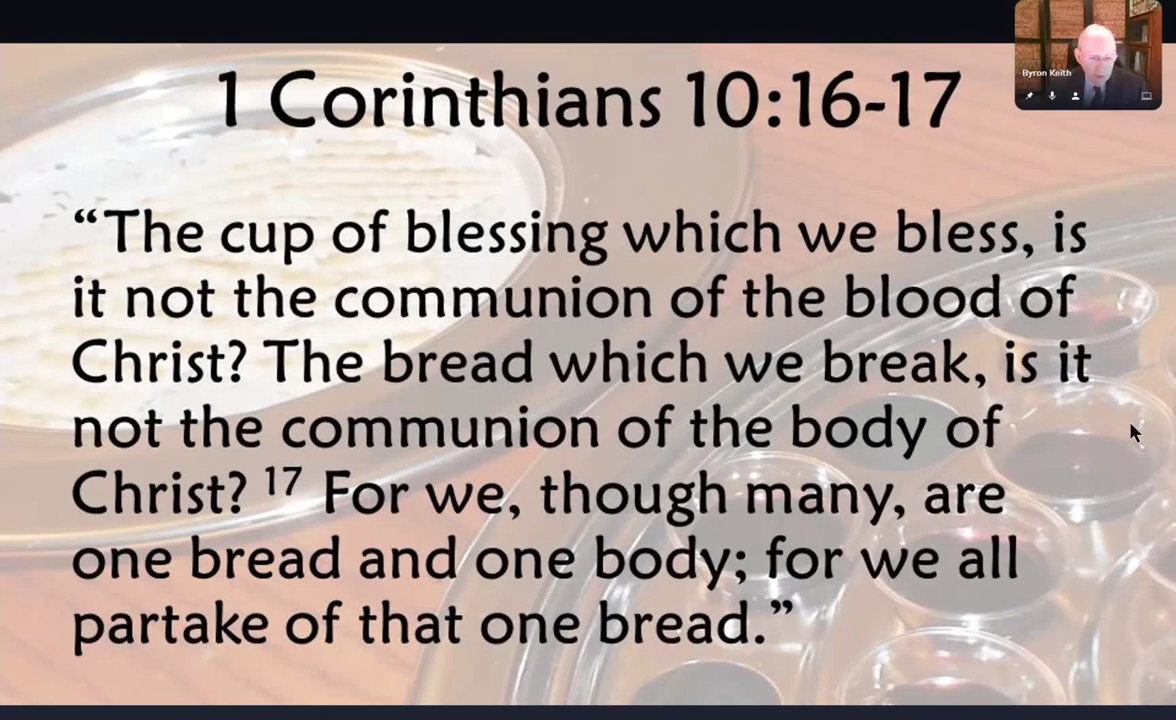 1 Corinthians 10:16-17
Byron Keith
“The cup of blessing which we bless, is
it not the communion of the blood of
Christ? The bread which we break, is it
not the communion of the body of
Christ? 17 For we, though many, are
one bread and one body; for we all
partake of that one bread.”